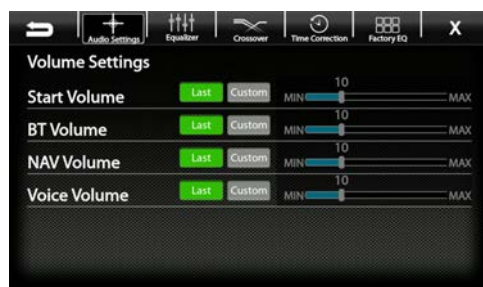 Audio Settings Equalizer Crossover Time Correction Factory EQ X
Volume Settings
10
Start Volume Last Custom MIN MAX
10
BT Volume Last Custom MIN MAX
10
NAV Volume Last Custom MIN MAX
10
Voice Volume Last Custom MIN MAX